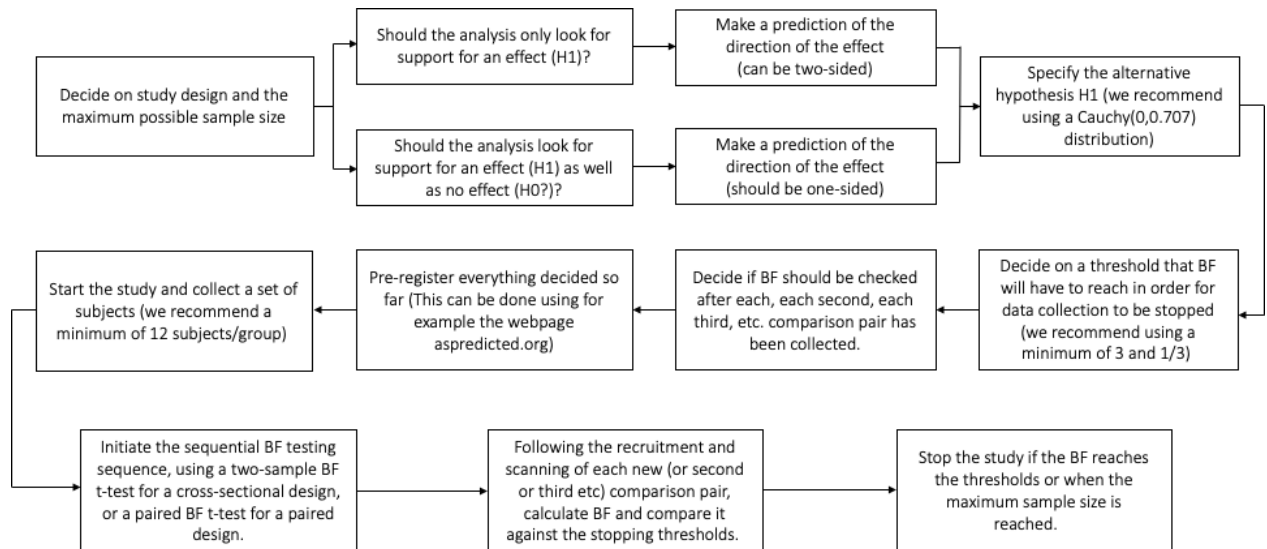 Decide on study design and the
maximum possible sample size
Should the analysis only look for
support for an effect (H1)?
Make a prediction of the
direction of the effect
(can be two-sided)
Should the analysis look for
support for an effect (H1) as well
as no effect (H0?)?
Make a prediction of the
direction of the effect
(should be one-sided)
Specify the alternative
hypothesis H1 (we recommend
using a Cauchy(0,0.707)
distribution)
Decide on a threshold that BF
will have to reach in order for
data collection to be stopped
(we recommend using a
minimum of 3 and 1/3)
Decide if BF should be checked
after each, each second, each
third, etc. comparison pair has
been collected.
Pre-register everything decided so
far (This can be done using for
example the webpage
aspredicted.org)
Start the study and collect a set of
subjects (we recommend a
minimum of 12 subjects/group)
Initiate the sequential BF testing
sequence, using a two-sample BF
t-test for a cross-sectional design,
or a paired BF t-test for a paired
design.
Following the recruitment and
scanning of each new (or second
or third etc) comparison pair,
calculate BF and compare it
against the stopping thresholds.
Stop the study if the BF reaches
the thresholds or when the
maximum sample size is
reached.